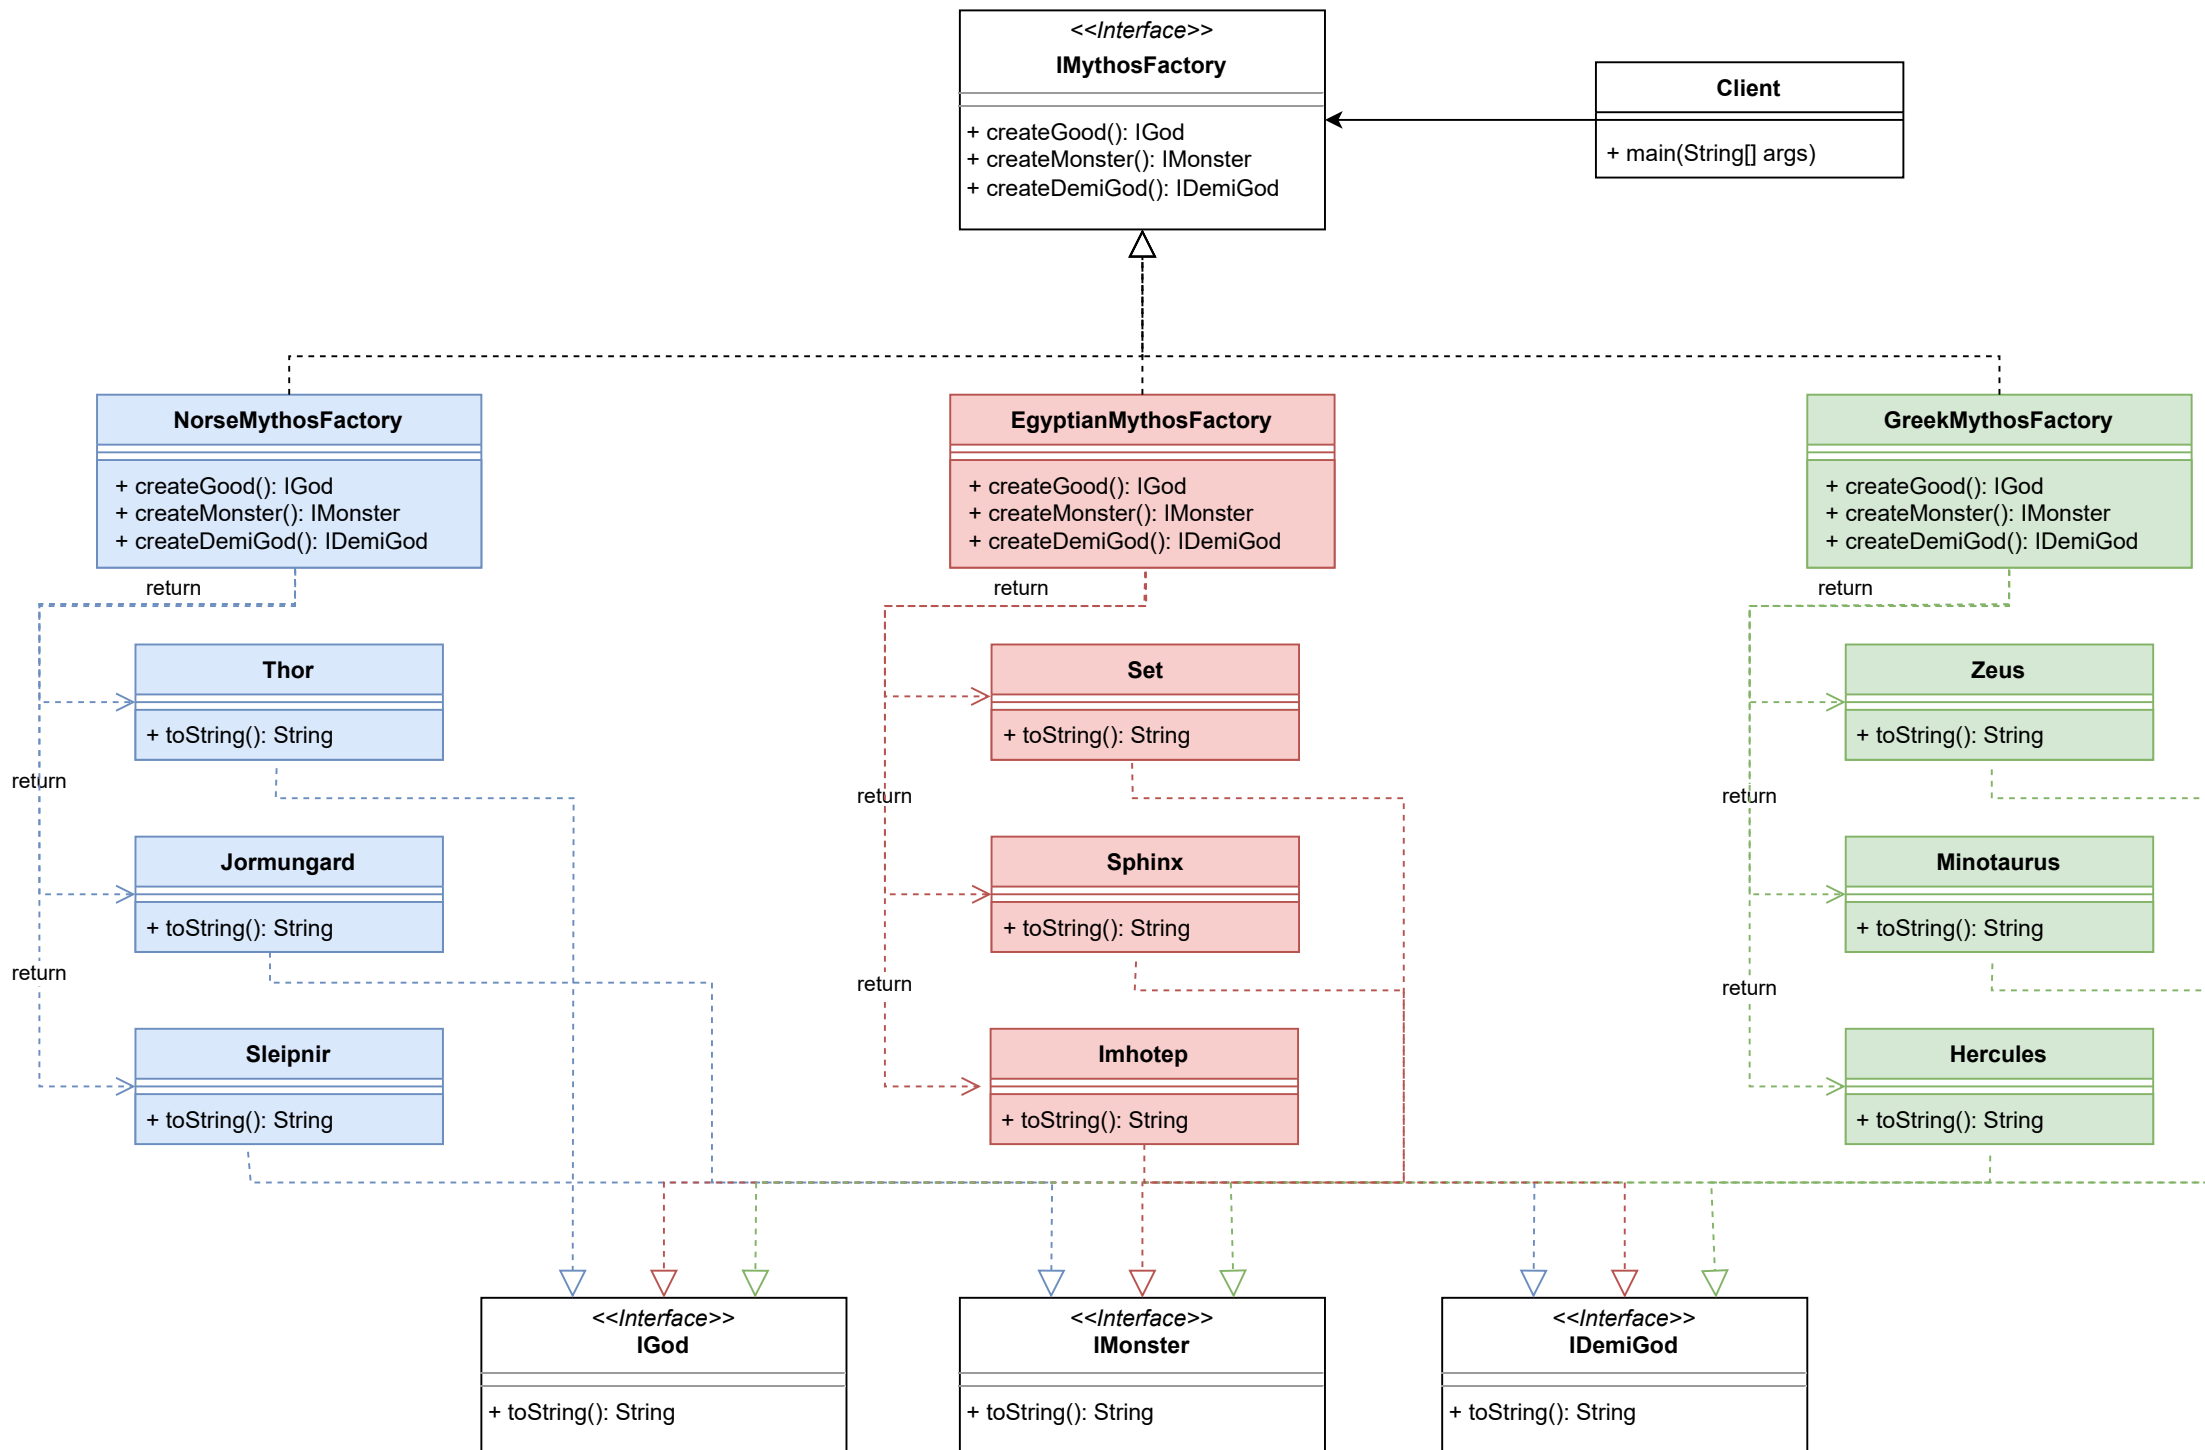 <<Interface>>
IMythosFactory
+ createGood(): IGod
+ createMonster(): IMonster
+ createDemiGod(): IDemiGod
Client
+ main(String[] args)
NorseMythosFactory
+ createGood(): IGod
+ createMonster(): IMonster
+ createDemiGod(): IDemiGod
EgyptianMythosFactory
+ createGood(): IGod
+ createMonster(): IMonster
+ createDemiGod(): IDemiGod
GreekMythosFactory
+ createGood(): IGod
+ createMonster(): IMonster
+ createDemiGod(): IDemiGod
return
return
return
Thor
+ toString(): String
Set
+ toString(): String
Zeus
+ toString(): String
return
return
return
Jormungard
+ toString(): String
Sphinx
+ toString(): String
Minotaurus
+ toString(): String
return
return
return
Sleipnir
+ toString(): String
Imhotep
+ toString(): String
Hercules
+ toString(): String
<<Interface>>
IGod
+ toString(): String
<<Interface>>
IMonster
+ toString(): String
<<Interface>>
IDemiGod
+ toString(): String